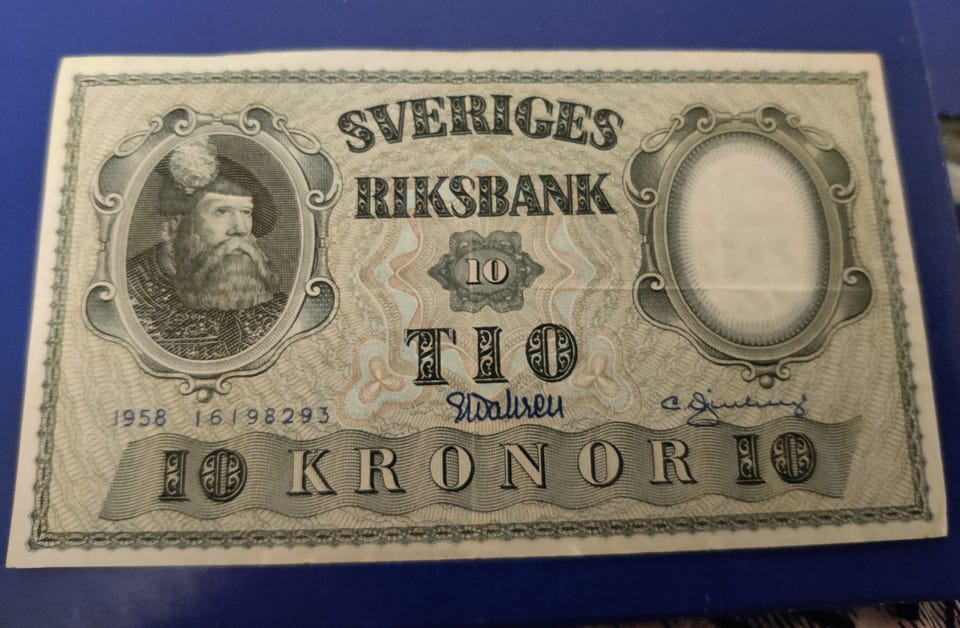 SVERIGES
RIKSBANK
10
TIO
1958 16198293
10 KRONOR 10